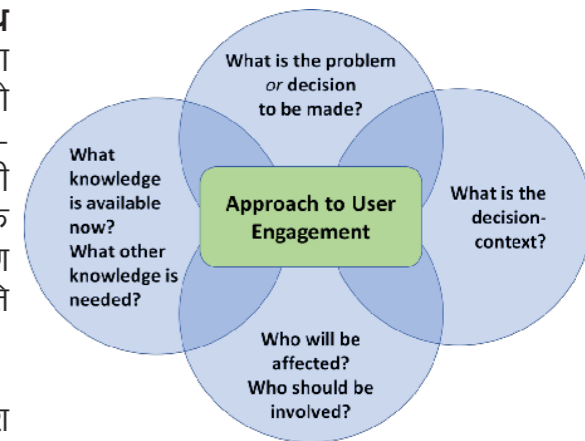 What is the problem
or decision
to be made?
What
knowledge
is available
now?
What other
knowledge is
needed?
Approach to User
Engagement
What is the
decision-
context?
Who will be
affected?
Who should be
involved?